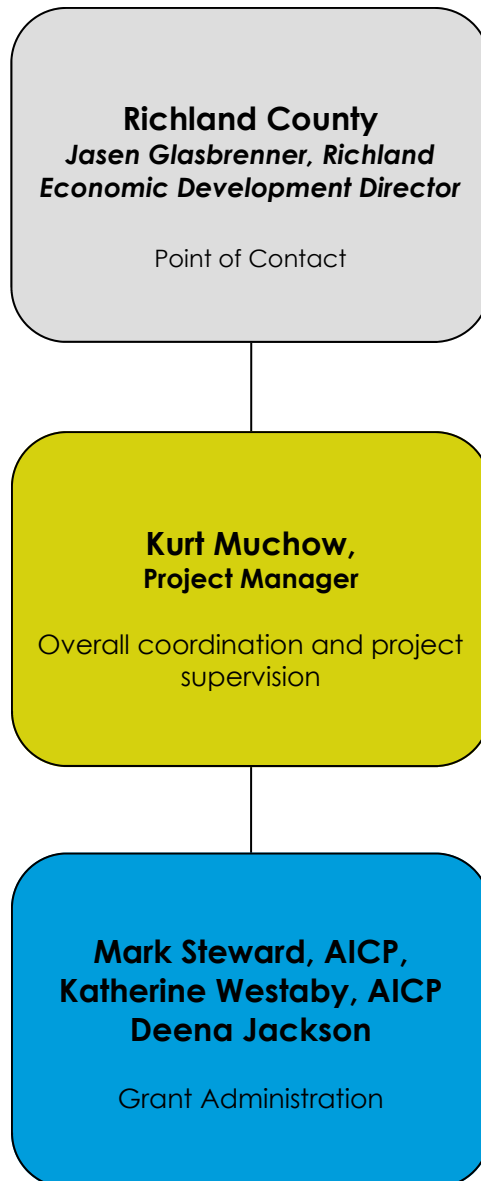 Richland County
Jasen Glasbrenner, Richland
Economic Development Director
Point of Contact
Kurt Muchow,
Project Manager
Overall coordination and project
supervision
Mark Steward, AICP,
Katherine Westaby, AICP
Deena Jackson
Grant Administration